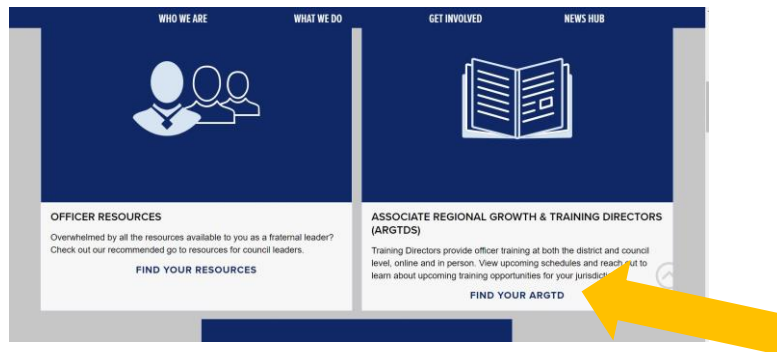 WHO WE ARE WHAT WE DO GET INVOLVED NEWS HUB
OFFICER RESOURCES
Overwhelmed by all the resources available to you as a fraternal leader?
Check out our recommended go to resources for council leaders.
FIND YOUR RESOURCES
ASSOCIATE REGIONAL GROWTH & TRAINING DIRECTORS
(ARGTDS)
Training Directors provide officer training at both the district and council
level, online and in person. View upcoming schedules and reach out to
learn about upcoming training opportunities for your
FIND YOUR ARGTD